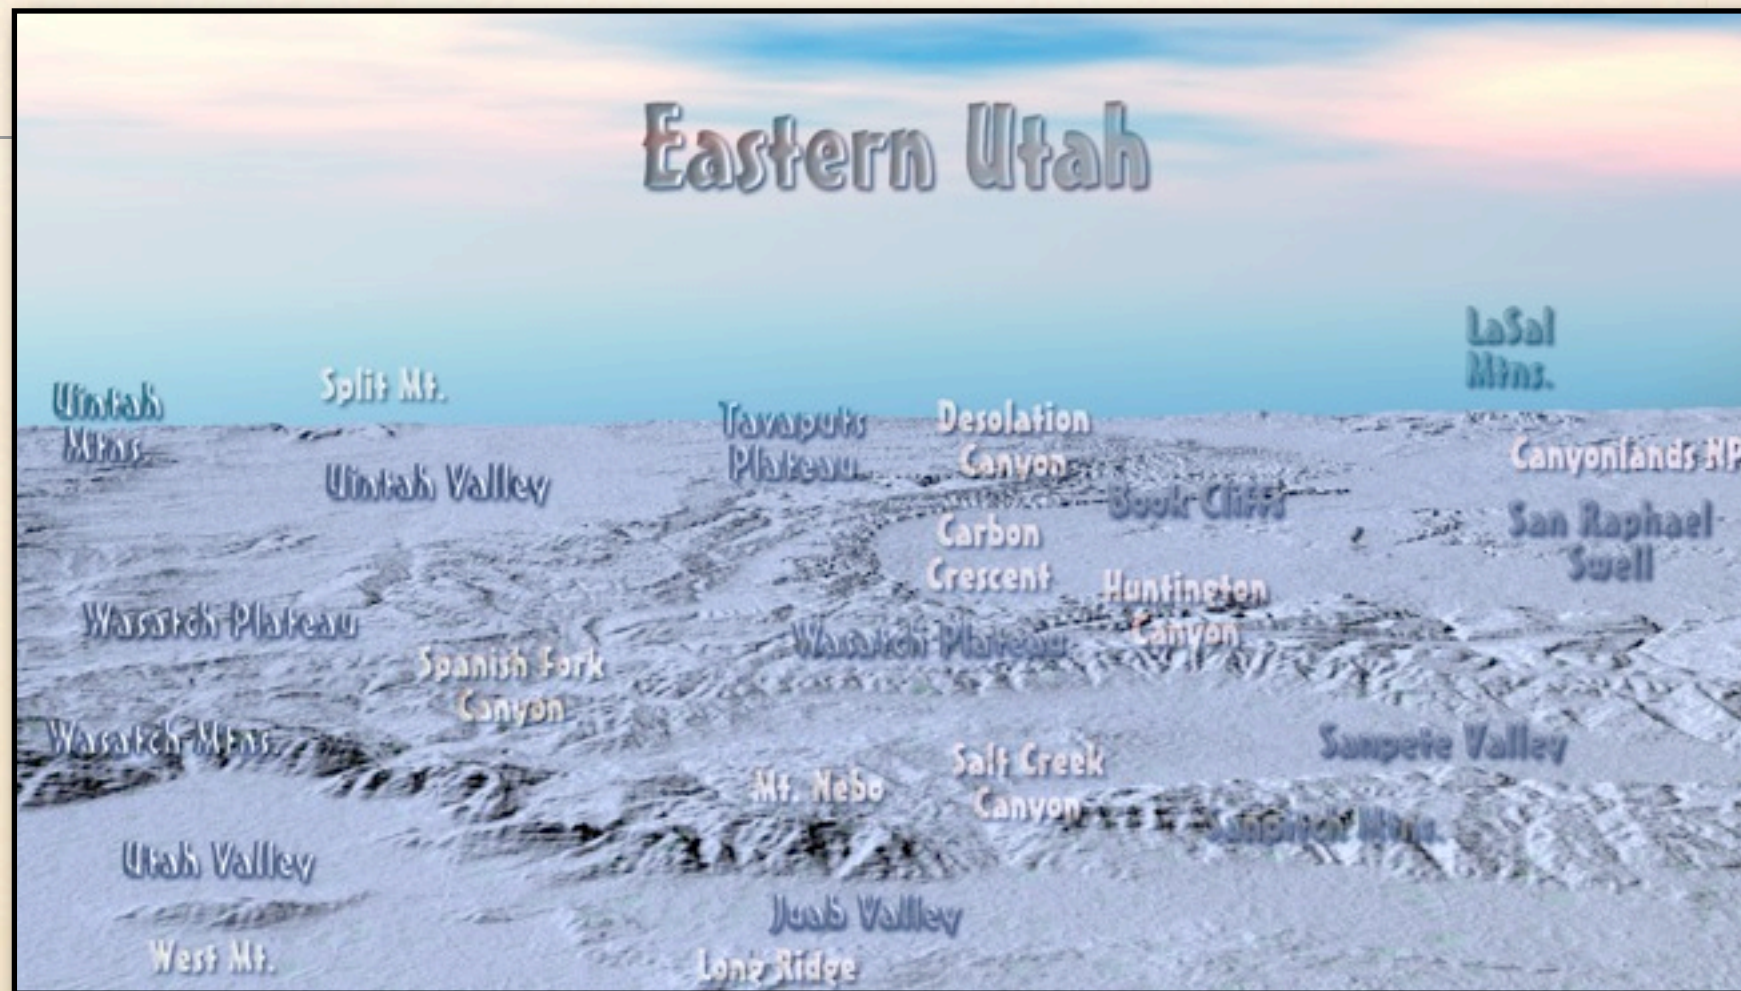 Eastern Utah
LaSal
Mtns.
Uintah
Mtns.
Split Mt.
Tavaputs
Plateau
Desolation
Canyon
Canyonlands NP
Uintah Valley
Book Cliffs
San Raphael
Swell
Carbon
Crescent
Huntington
Canyon
Wasatch Plateau
Wasatch Plateau
Spanish Fork
Canyon
Wasatch Mtns.
Sanpete Valley
Salt Creek
Canyon
Mt. Nebo
Sanpitch Mtns.
Utah Valley
Juab Valley
West Mt.
Long Ridge